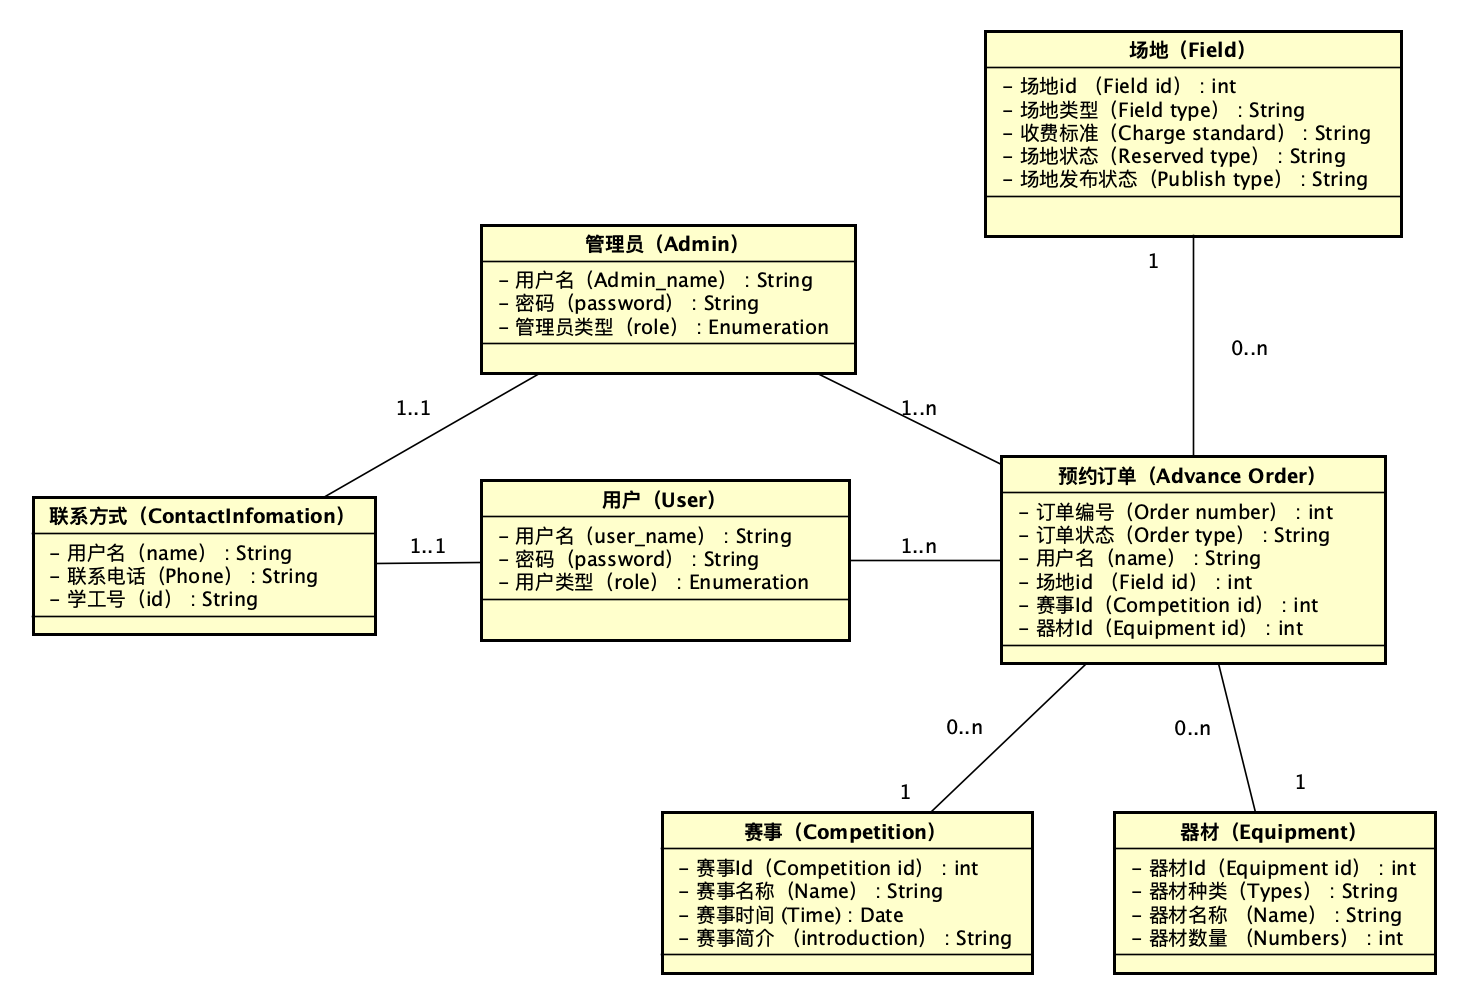 场地（Field）
- 场地id （Field id） : int
- 场地类型（Field type） : String
- 收费标准（Charge standard） : String
- 场地状态（Reserved type） : String
- 场地发布状态（Publish type） : String
1
0..n
管理员（Admin）
- 用户名（Admin_name） : String
- 密码（password） : String
- 管理员类型（role） : Enumeration
1..1
1..n
联系方式（ContactInfomation）
- 用户名（name） : String
- 联系电话（Phone） : String
- 学工号（id） : String
1..1
用户（User）
- 用户名（user_name） : String
- 密码（password） : String
- 用户类型（role） : Enumeration
1..n
预约订单（Advance Order）
- 订单编号（Order number） : int
- 订单状态（Order type） : String
- 用户名（name） : String
- 场地id （Field id） : int
- 赛事Id（Competition id） : int
- 器材Id（Equipment id） : int
0..n
1
0..n
1
赛事（Competition）
- 赛事Id（Competition id） : int
- 赛事名称（Name） : String
- 赛事时间 (Time) : Date
- 赛事简介 （introduction） : String
器材（Equipment）
- 器材Id（Equipment id） : int
- 器材种类（Types） : String
- 器材名称 （Name） : String
- 器材数量 （Numbers） : int